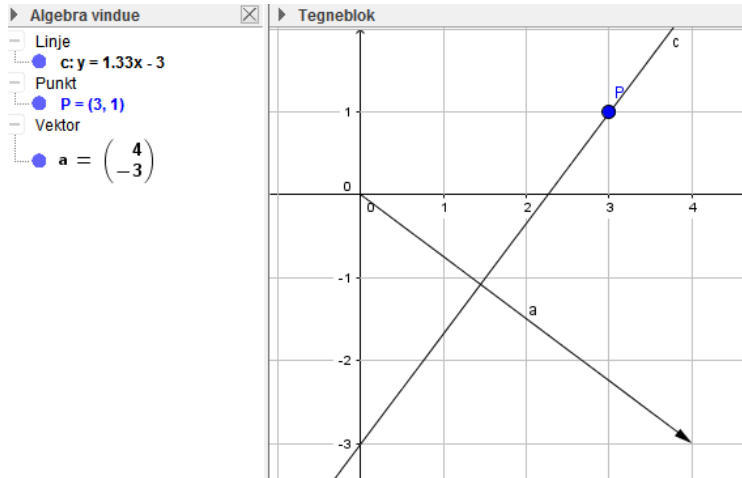 Algebra vindue
Linje
c: y = 1.33x - 3
Punkt
P = (3, 1)
Vektor
a = ( 4 -3 )
Tegneblok
c
P
1
0
0 1 2 3 4
-1
a
-2
-3